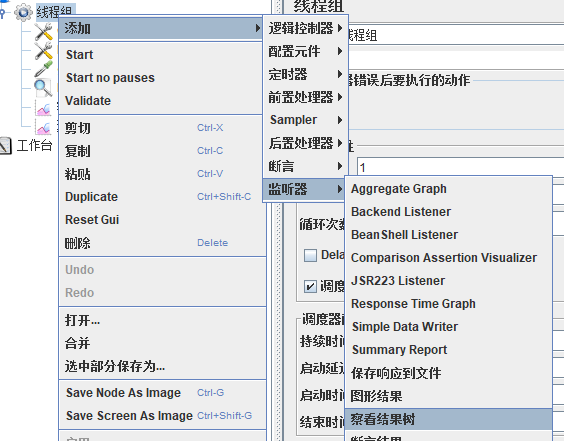 线程组
线程组
添加
逻辑控制器
线程组
Start
配置元件
Start no pauses
定时器
器错误后要执行的动作
Validate
前置处理器
剪切 Ctrl-X
Sampler
复制 Ctrl-C
后置处理器
工作台
粘贴 Ctrl-V
断言
1
Duplicate Ctrl+Shift-C
监听器
Aggregate Graph
Reset Gui
Backend Listener
删除 Delete
循环次数
BeanShell Listener
Dela
Comparison Assertion Visualizer
Undo
JSR223 Listener
Redo
调度
Response Time Graph
打开...
调度器
Simple Data Writer
合并
持续时间
Summary Report
选中部分保存为...
启动延迟
保存响应到文件
Save Node As Image Ctrl-G
启动时间
图形结果
Save Screen As Image Ctrl+Shift-G
结束时间
察看结果树
断言结果